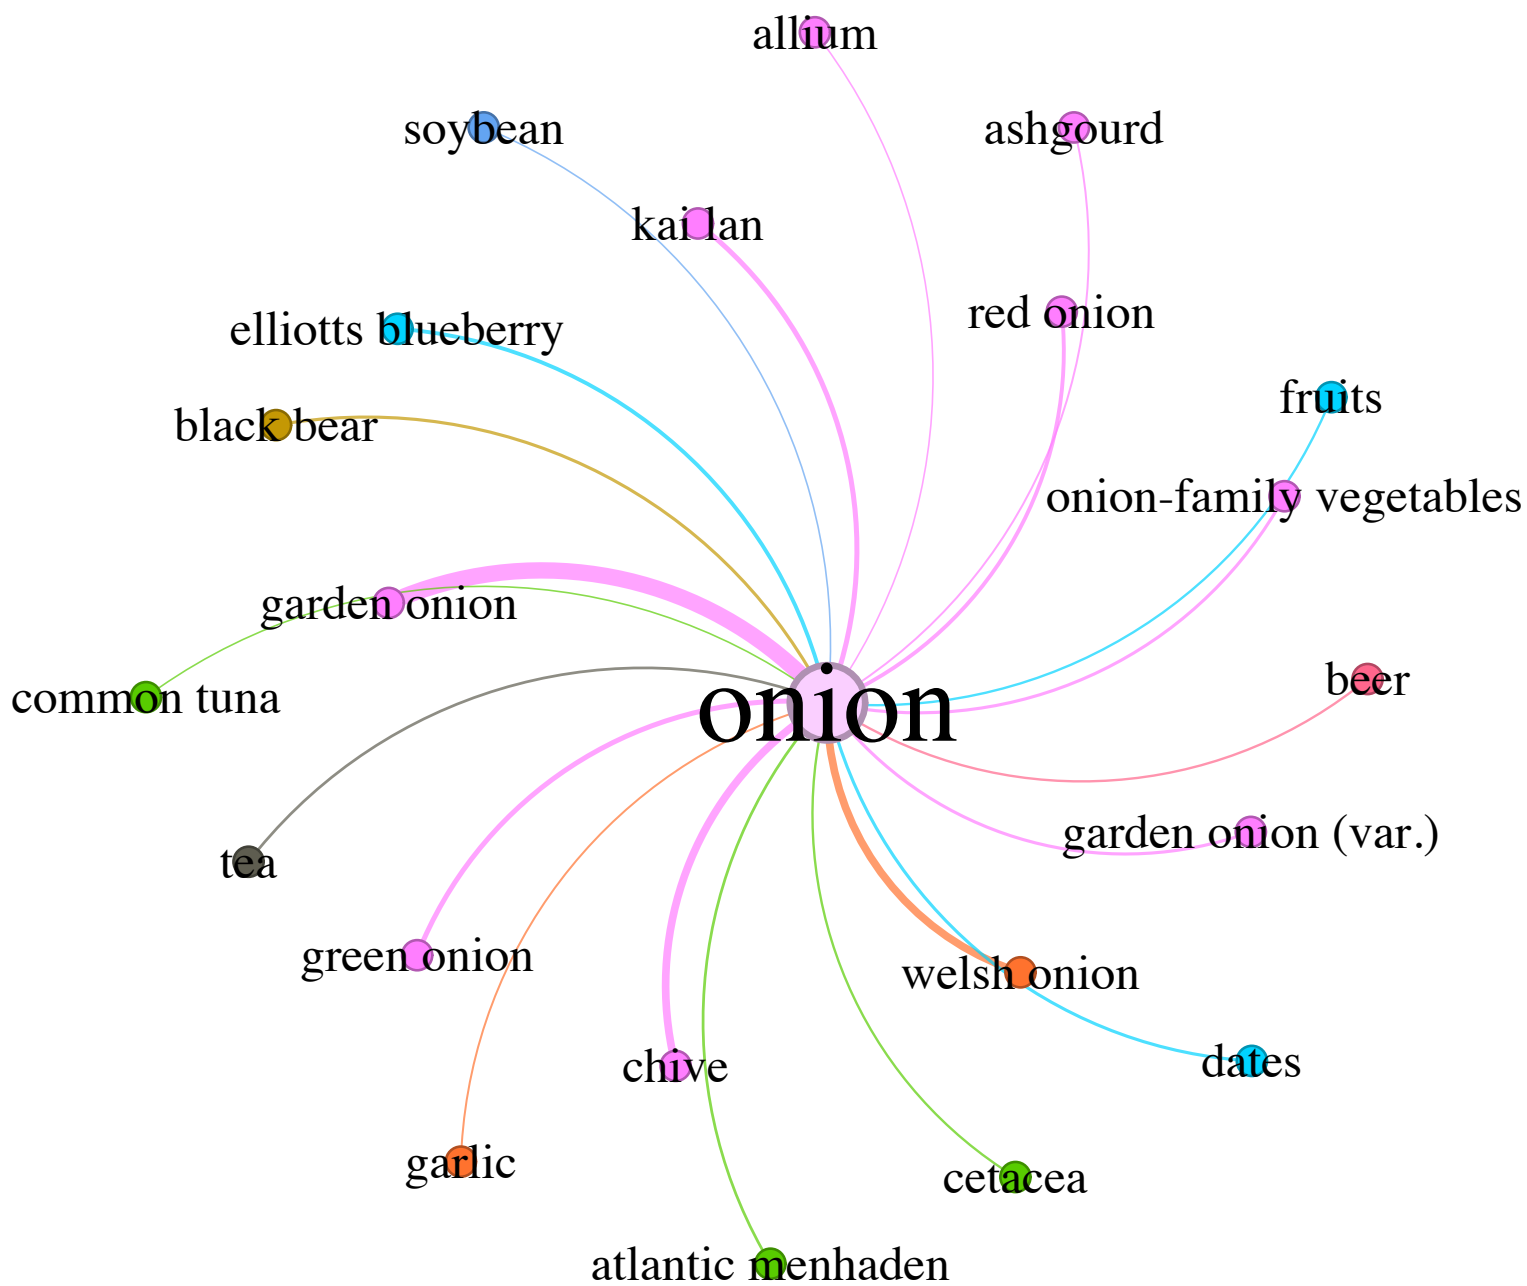 allium
soybean
ashgourd
kai lan
red onion
elliotts blueberry
fruits
black bear
onion-family vegetables
garden onion
common tuna
onion
beer
garden onion (var.)
tea
green onion
welsh onion
chive
dates
garlic
cetacea
atlantic menhaden